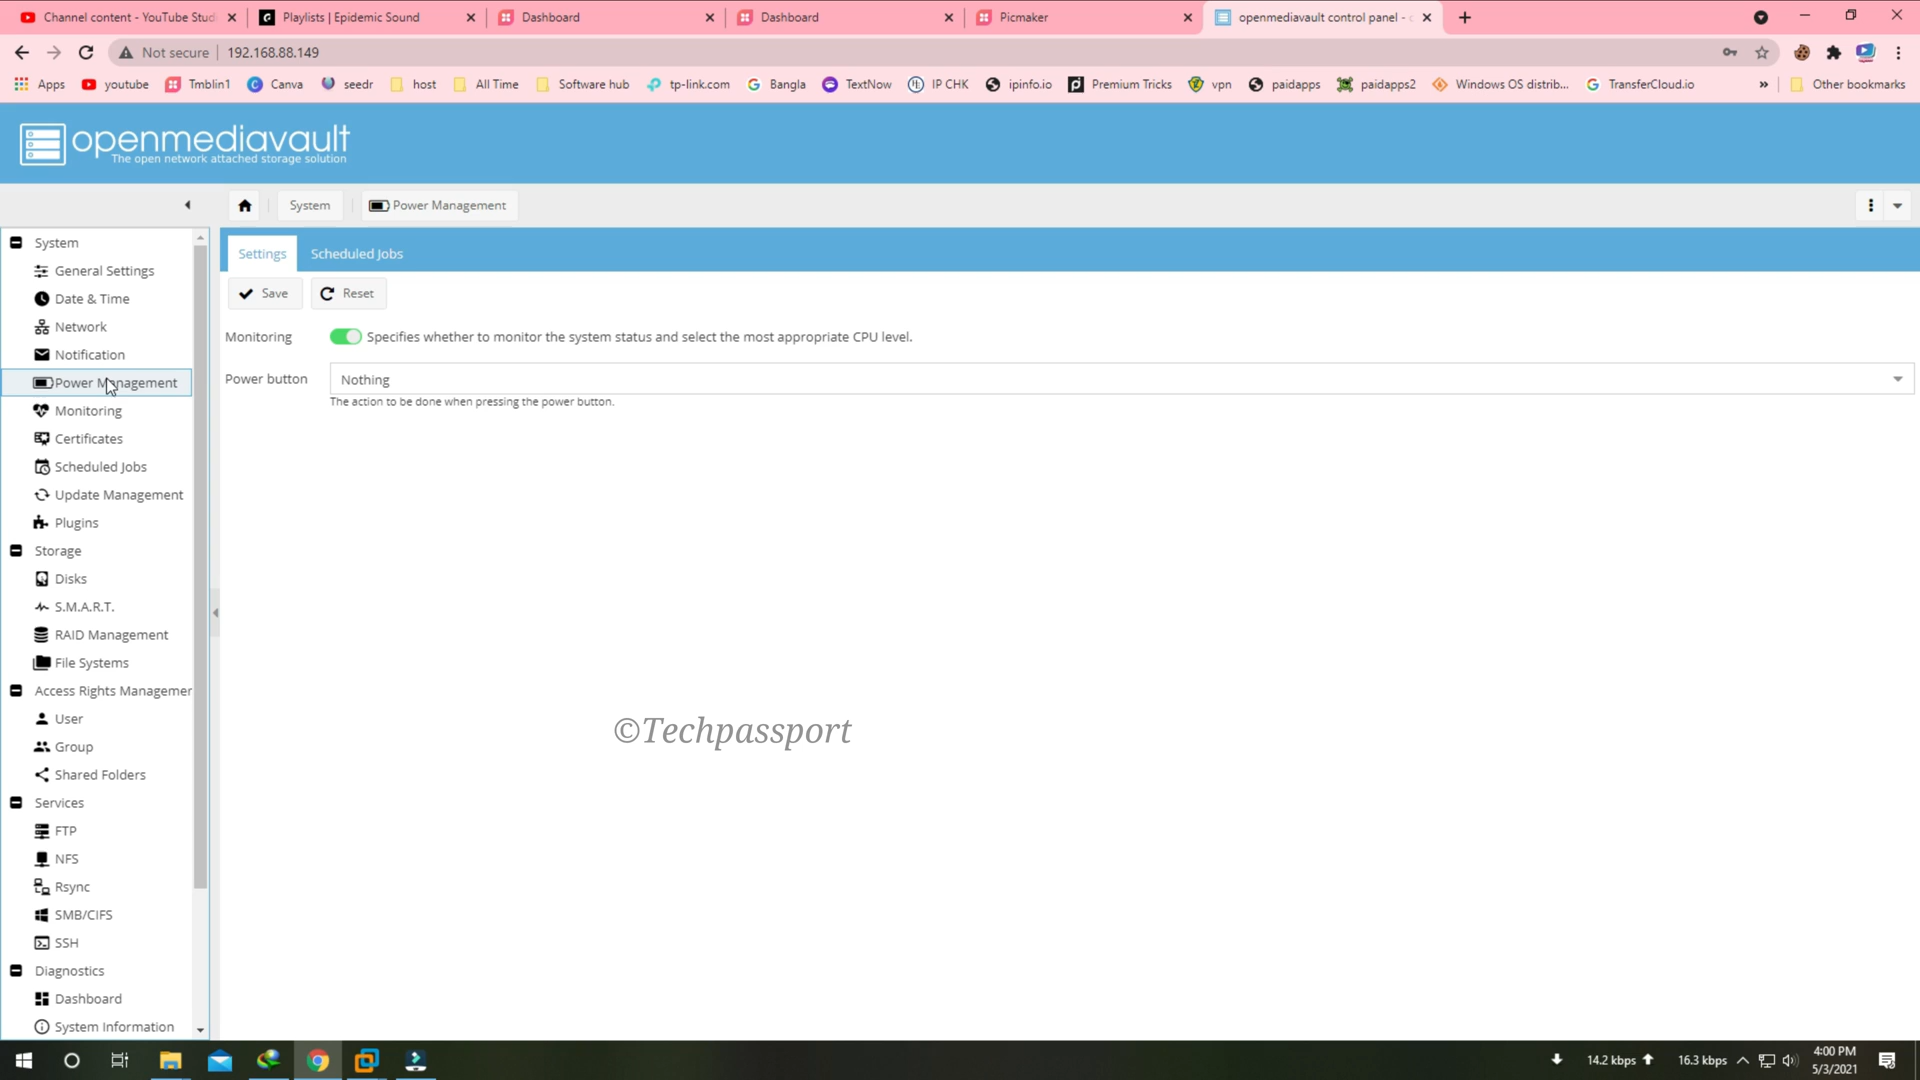 Channel content - YouTube Stud
Playlists | Epidemic Sound
Dashboard
Dashboard
Picmaker
openmediavault control panel -
Not secure
192.168.88.149
Apps
youtube
Tmblin1
Canva
seedr
host
All Time
Software hub
tp-link.com
Bangla
TextNow
IP CHK
ipinfo.io
Premium Tricks
vpn
paidapps
paidapps2
Windows OS distrib...
TransferCloud.io
»
Other bookmarks
openmediavault
The open network attached storage solution
System
Power Management
System
General Settings
Date & Time
Network
Notification
Power Management
Monitoring
Certificates
Scheduled Jobs
Update Management
Plugins
Storage
Disks
S.M.A.R.T.
RAID Management
File Systems
Access Rights Managemen
User
Group
Shared Folders
Services
FTP
NFS
Rsync
SMB/CIFS
SSH
Diagnostics
Dashboard
System Information
Settings
Scheduled Jobs
Save
Reset
Monitoring
Specifies whether to monitor the system status and select the most appropriate CPU level.
Power button
Nothing
The action to be done when pressing the power button.
©Techpassport
14.2 kbps
16.3 kbps
4:00 PM
5/3/2021